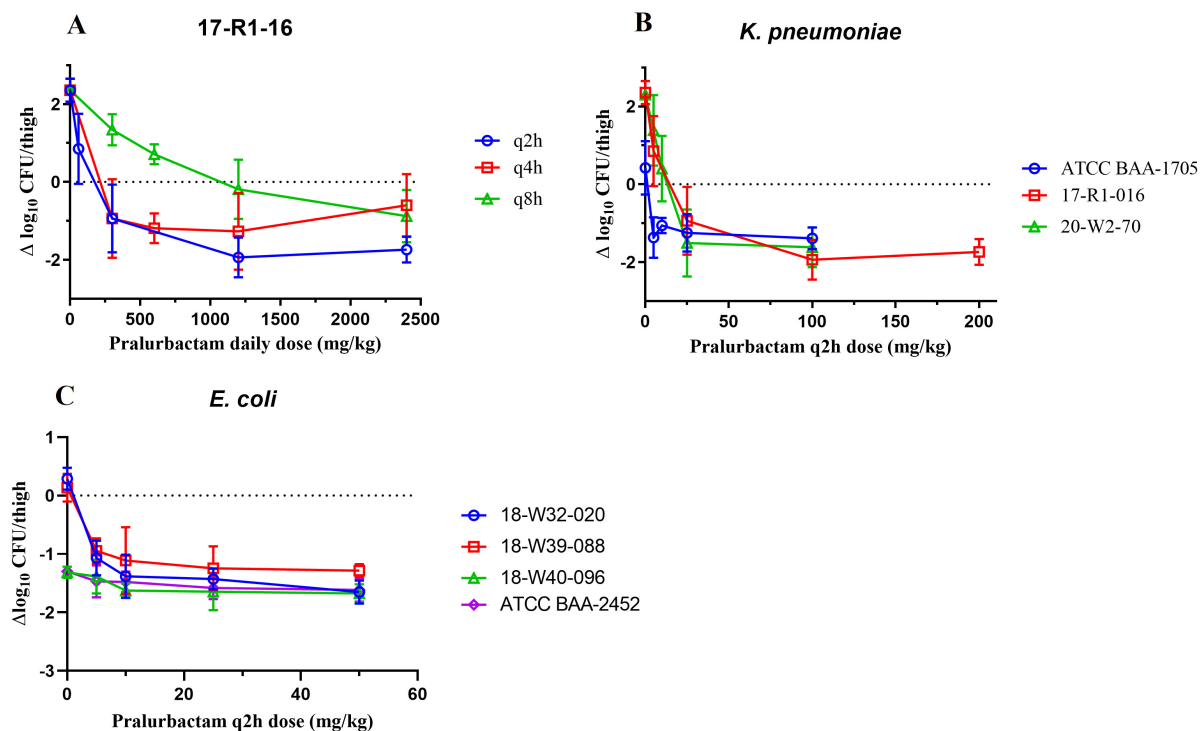 A
17-R1-16
Δ log10 CFU/thigh
2
0
-2
0
500
1000
1500
2000
2500
Pralurbactam daily dose (mg/kg)
q2h
q4h
q8h
B
K. pneumoniae
Δ log10 CFU/thigh
2
0
-2
0
50
100
150
200
Pralurbactam q2h dose (mg/kg)
ATCC BAA-1705
17-R1-016
20-W2-70
C
E. coli
Δlog10 CFU/thigh
1
0
-1
-2
-3
0
20
40
60
Pralurbactam q2h dose (mg/kg)
18-W32-020
18-W39-088
18-W40-096
ATCC BAA-2452